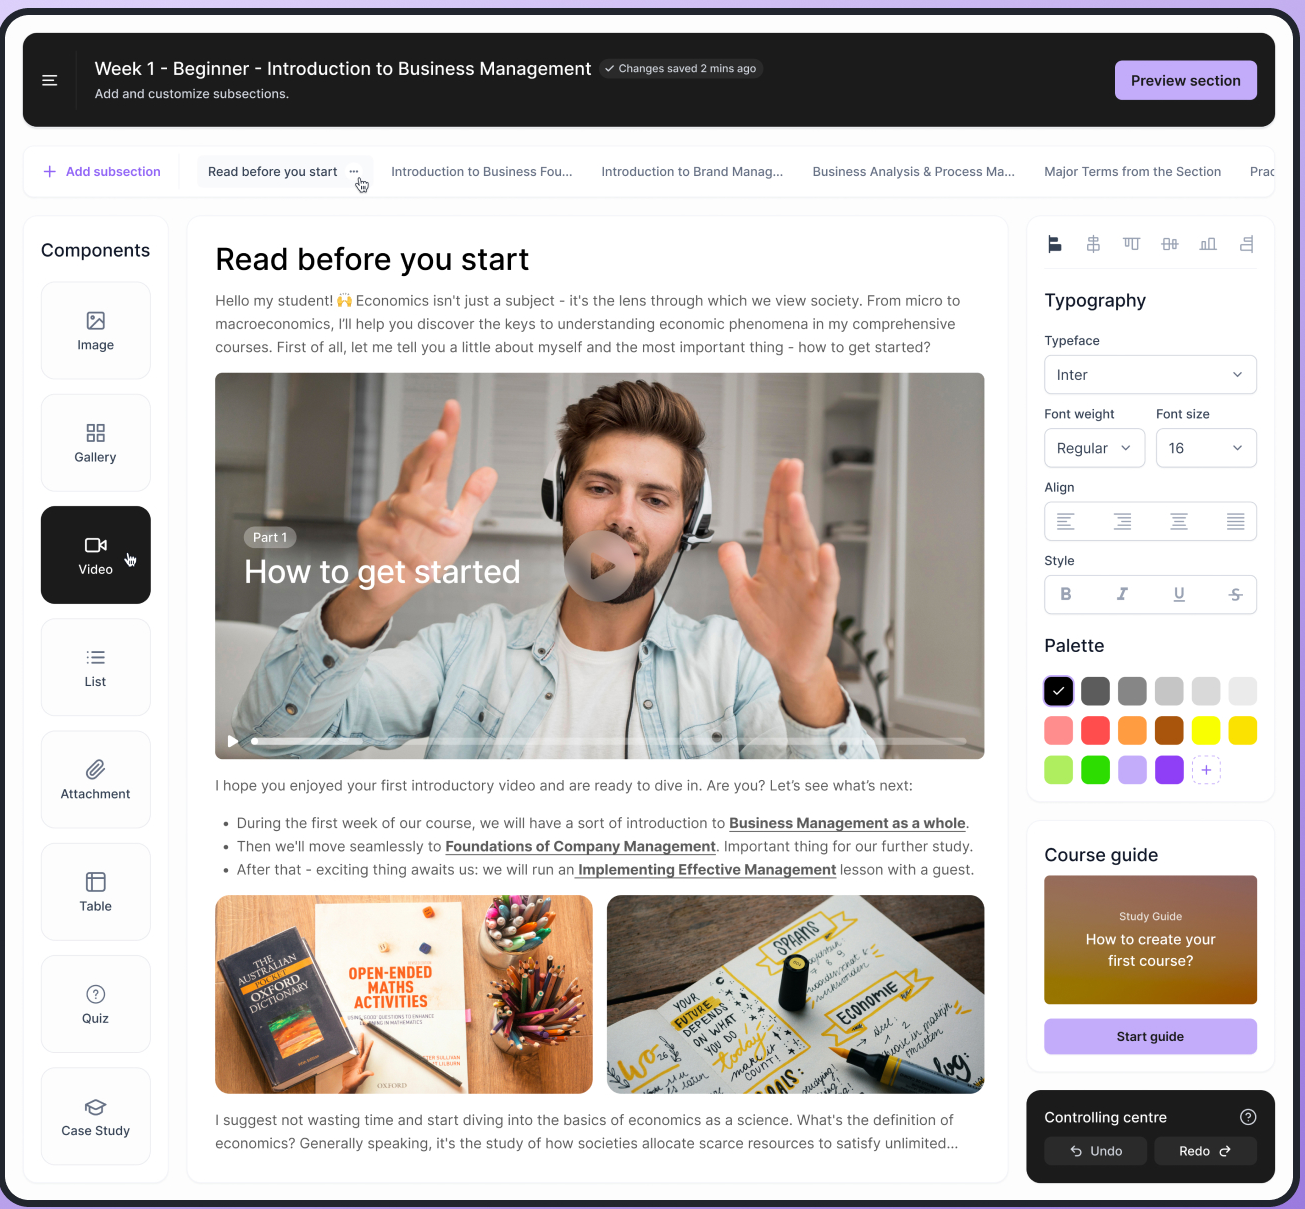 Week 1 - Beginner - Introduction to Business Management
Changes saved 2 mins ago
Add and customize subsections.
Preview section
Add subsection
Read before you start
Introduction to Business Fou...
Introduction to Brand Manag...
Business Analysis & Process Ma...
Major Terms from the Section
Components
Image
Gallery
Video
List
Attachment
Table
Quiz
Case Study
Read before you start
Hello my student! 🙌 Economics isn't just a subject - it's the lens through which we view society. From micro to
macroeconomics, I'll help you discover the keys to understanding economic phenomena in my comprehensive
courses. First of all, let me tell you a little about myself and the most important thing - how to get started?
Part 1
How to get started
I hope you enjoyed your first introductory video and are ready to dive in. Are you? Let’s see what’s next:
• During the first week of our course, we will have a sort of introduction to Business Management as a whole.
• Then we'll move seamlessly to Foundations of Company Management. Important thing for our further study.
• After that - exciting thing awaits us: we will run an Implementing Effective Management lesson with a guest.
THE
AUSTRALIAN
POCKET
OXFORD
DICTIONARY
OPEN-ENDED
MATHS
ACTIVITIES
OXFORD
SPAANS
ECONOMIE
YOUR
FUTURE
DEPENDS
ON WHAT
YOU DO
today
make it
COUNT!
I suggest not wasting time and start diving into the basics of economics as a science. What's the definition of
economics? Generally speaking, it's the study of how societies allocate scarce resources to satisfy unlimited...
Typography
Typeface
Inter
Font weight
Font size
Regular
16
Align
Style
B I U S
Palette
Course guide
Study Guide
How to create your
first course?
Start guide
Controlling centre
Undo
Redo